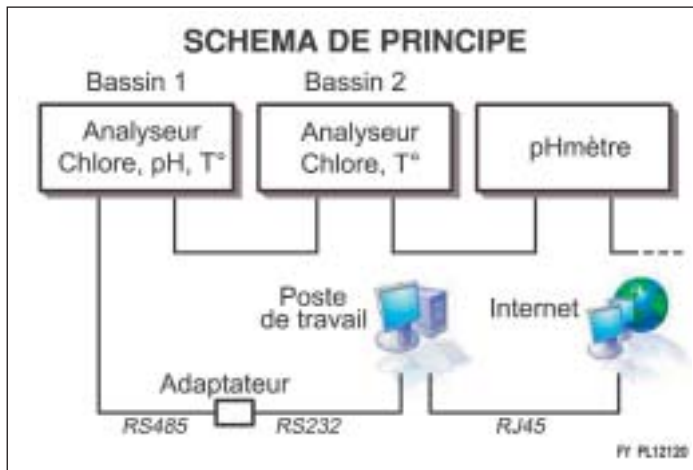 SCHEMA DE PRINCIPE
Bassin 1
Bassin 2
Analyseur
Chlore, pH, T°
Analyseur
Chlore, T°
pHmètre
Poste
de travail
Internet
Adaptateur
RS485
RS232
RJ45
FY PL12120